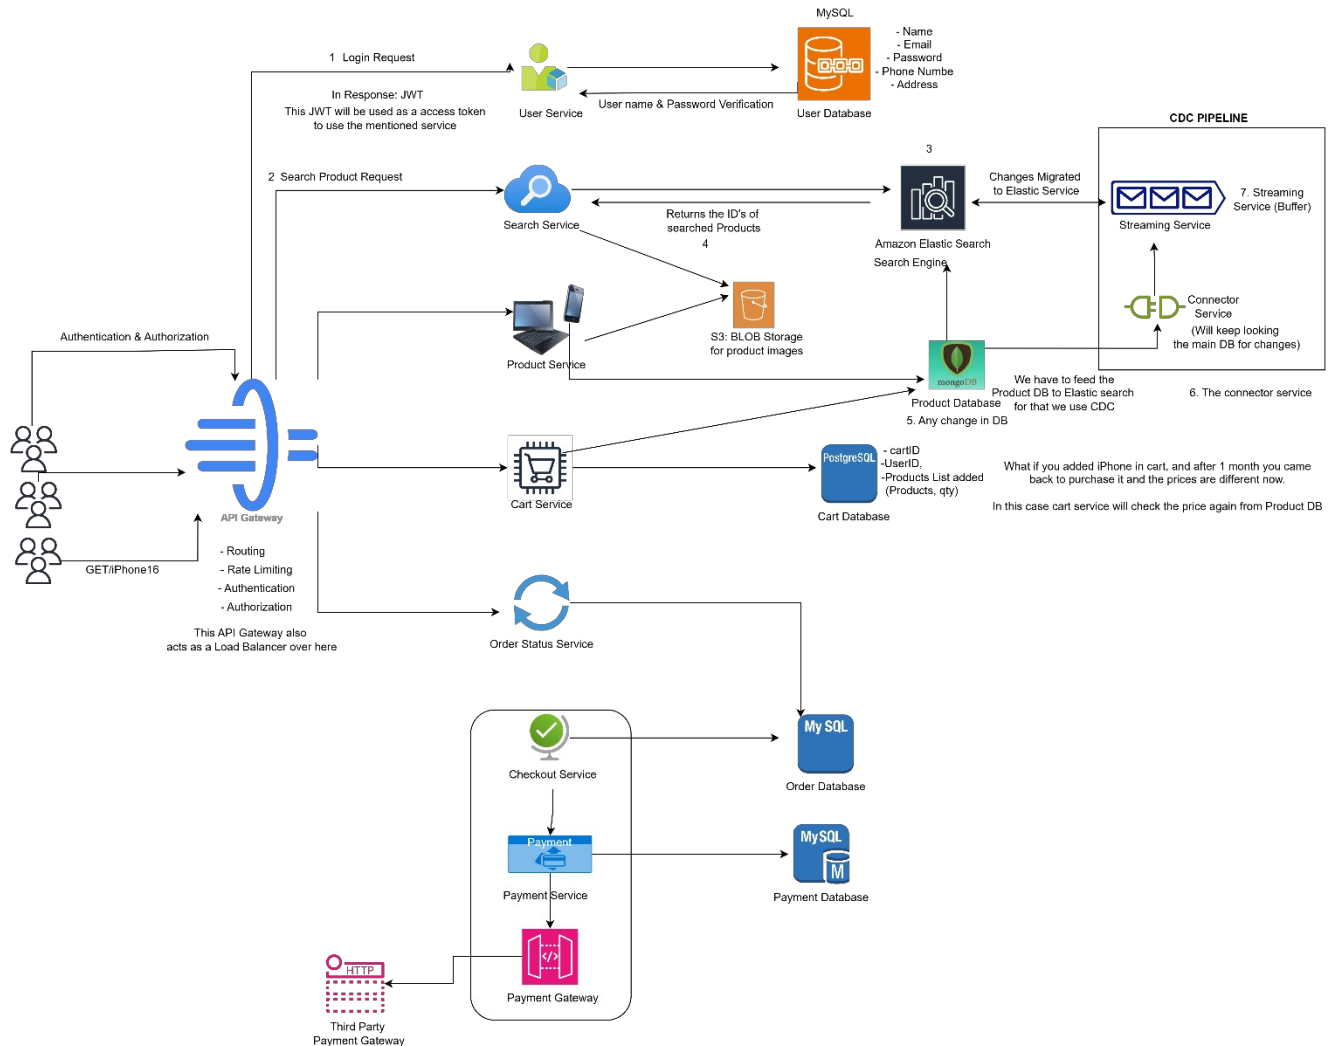 MySQL
- Name
- Email
- Password
- Phone Numbe
- Address
1  Login Request
In Response: JWT
This JWT will be used as a access token
to use the mentioned service
User Service
User name & Password Verification
User Database
CDC PIPELINE
3
2  Search Product Request
Changes Migrated
to Elastic Service
7. Streaming
Service (Buffer)
Search Service
Returns the ID's of
searched Products
4
Amazon Elastic Search
Search Engine
Streaming Service
Connector
Service
(Will keep looking
the main DB for changes)
S3: BLOB Storage
for product images
Authentication & Authorization
Product Service
mongoDB
Product Database
5. Any change in DB
We have to feed the
Product DB to Elastic search
for that we use CDC
6. The connector service
PostgreSQL
- cartID
-UserID,
-Products List added
(Products, qty)
Cart Service
Cart Database
What if you added iPhone in cart, and after 1 month you came
back to purchase it and the prices are different now.
In this case cart service will check the price again from Product DB
API Gateway
GET/iPhone16
- Routing
- Rate Limiting
- Authentication
- Authorization
This API Gateway also
acts as a Load Balancer over here
Order Status Service
My SQL
Order Database
Checkout Service
Payment
Payment Service
MySQL
M
Payment Database
</>
Payment Gateway
HTTP
Third Party
Payment Gateway